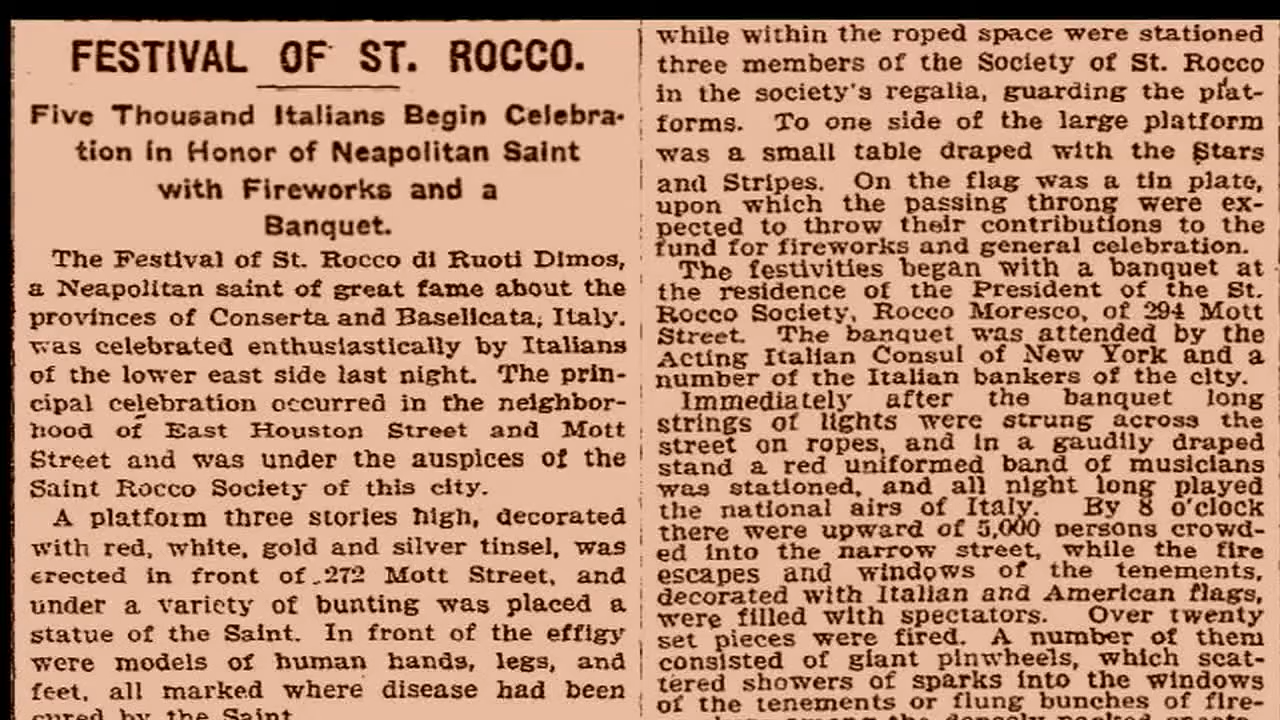 FESTIVAL OF ST. ROCCO.
Five Thousand Italians Begin Celebra-
tion in Honor of Neapolitan Saint
with Fireworks and a
Banquet.
The Festival of St. Rocco di Ruoti Dimos,
a Neapolitan saint of great fame about the
provinces of Conserta and Baselicata, Italy.
was celebrated enthusiastically by Italians
of the lower east side last night. The prin-
cipal celebration occurred in the neighbor-
hood of East Houston Street and Mott
Street and was under the auspices of the
Saint Rocco Society of this city.
A platform three stories high, decorated
with red, white, gold and silver tinsel, was
erected in front of 272 Mott Street, and
under a variety of bunting was placed a
statue of the Saint. In front of the effigy
were models of human hands, legs, and
feet, all marked where disease had been
cured by the Saint
while within the roped space were stationed
three members of the Society of St. Rocco
in the society's regalia, guarding the plat-
forms. To one side of the large platform
was a small table draped with the Stars
and Stripes. On the flag was a tin plate,
upon which the passing throng were ex-
pected to throw their contributions to the
fund for fireworks and general celebration.
The festivities began with a banquet at
the residence of the President of the St.
Rocco Society, Rocco Moresco, of 294 Mott
Street. The banquet was attended by the
Acting Italian Consul of New York and a
number of the Italian bankers of the city.
Immediately after the banquet long
strings of lights were strung across the
street on ropes, and in a gaudily draped
stand a red uniformed band of musicians
was stationed, and all night long played
the national airs of Italy. By 8 o'clock
there were upward of 5,000 persons crowd-
ed into the narrow street, while the fire
escapes and windows of the tenements,
decorated with Italian and American flags,
were filled with spectators. Over twenty
set pieces were fired. A number of them
consisted of giant pinwheels, which scat-
tered showers of sparks into the windows
of the tenements or flung bunches of fire-
among the densely packed